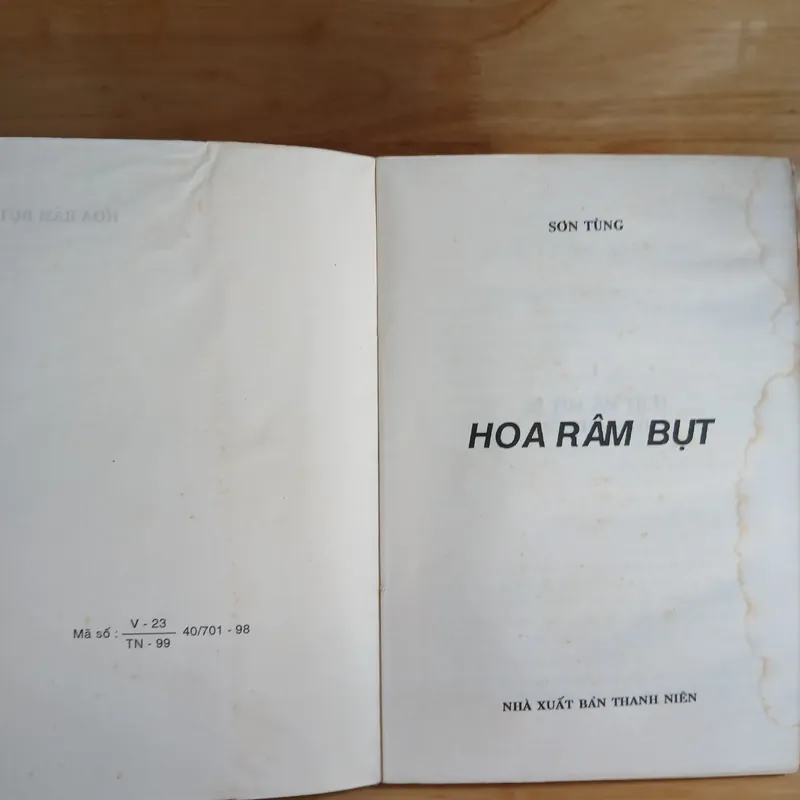 Mã số : V - 23 40/701 - 98
TN - 99
SƠN TÙNG
HOA RÂM BỤT
NHÀ XUẤT BẢN THANH NIÊN